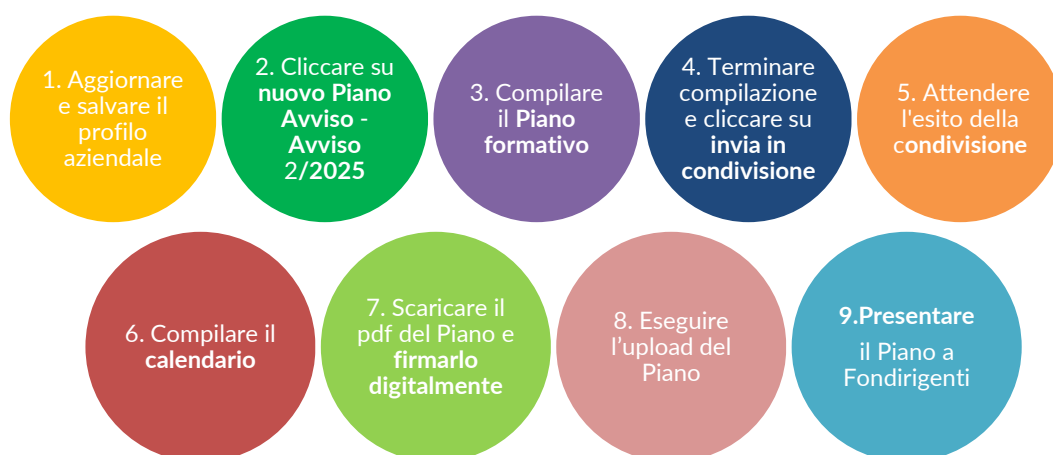 1. Aggiornare
e salvare il
profilo
aziendale
2. Cliccare su
nuovo Piano
Avviso -
Avviso
2/2025
3. Compilare
il Piano
formativo
4. Terminare
compilazione
e cliccare su
invia in
condivisione
5. Attendere
l'esito della
condivisione
6. Compilare il
calendario
7. Scaricare il
pdf del Piano e
firmarlo
digitalmente
8. Eseguire
l’upload del
Piano
9.Presentare
il Piano a
Fondirigenti